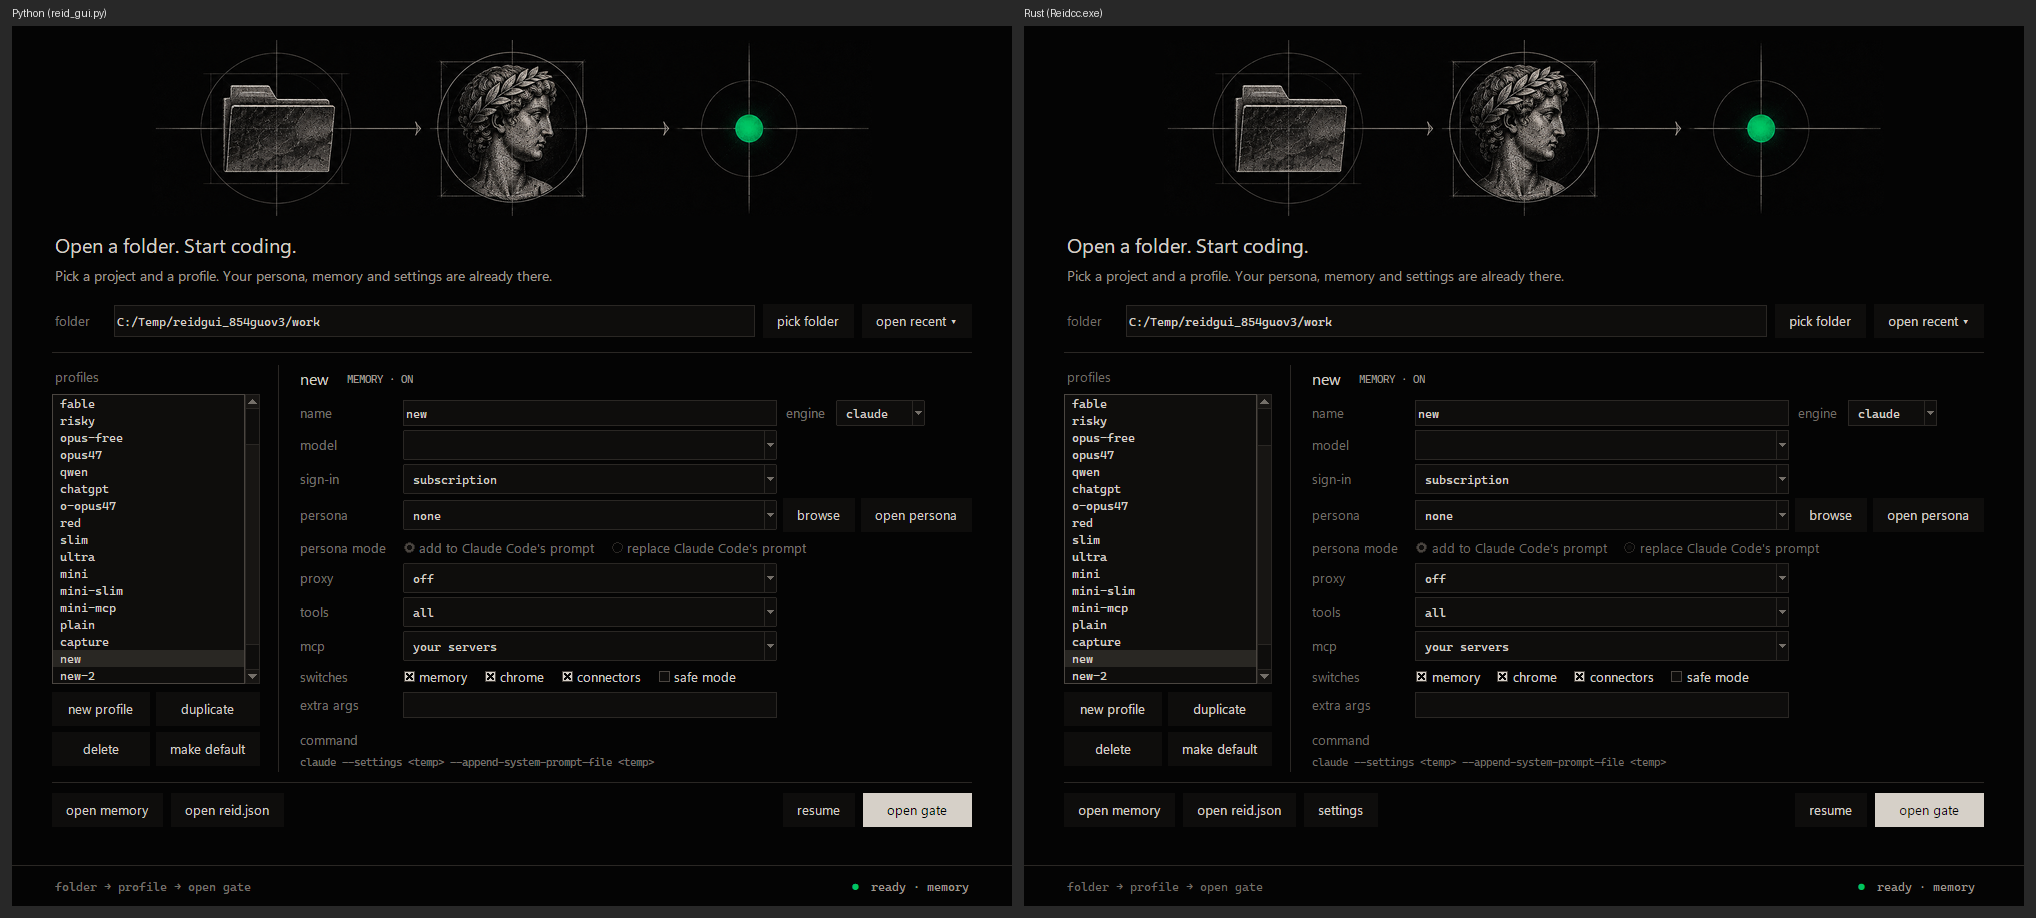 Python (reid_gui.py)
Open a folder. Start coding.
Pick a project and a profile. Your persona, memory and settings are already there.
folder C:/Temp/reidgui_854guov3/work pick folder open recent ▾
profiles
fable
risky
opus-free
opus47
qwen
chatgpt
o-opus47
red
slim
ultra
mini
mini-slim
mini-mcp
plain
capture
new
new-2
new profile duplicate
delete make default
new MEMORY · ON
name new engine claude
model
sign-in subscription
persona none browse open persona
persona mode add to Claude Code's prompt replace Claude Code's prompt
proxy off
tools all
mcp your servers
switches memory chrome connectors safe mode
extra args
command
claude --settings <temp> --append-system-prompt-file <temp>
open memory open reid.json resume open gate
folder → profile → open gate ready · memory
Rust (Reidcc.exe)
Open a folder. Start coding.
Pick a project and a profile. Your persona, memory and settings are already there.
folder C:/Temp/reidgui_854guov3/work pick folder open recent ▾
profiles
fable
risky
opus-free
opus47
qwen
chatgpt
o-opus47
red
slim
ultra
mini
mini-slim
mini-mcp
plain
capture
new
new-2
new profile duplicate
delete make default
new MEMORY · ON
name new engine claude
model
sign-in subscription
persona none browse open persona
persona mode add to Claude Code's prompt replace Claude Code's prompt
proxy off
tools all
mcp your servers
switches memory chrome connectors safe mode
extra args
command
claude --settings <temp> --append-system-prompt-file <temp>
open memory open reid.json settings resume open gate
folder → profile → open gate ready · memory